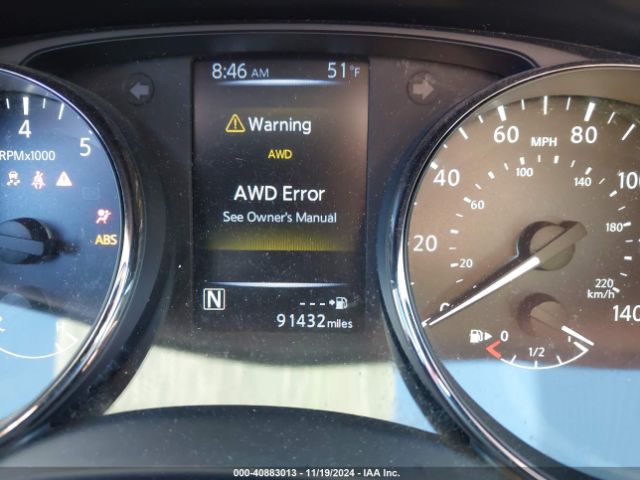 8:46 AM 51°F
Warning
AWD
AWD Error
See Owner's Manual
N
---
91432 miles
4
5
RPMx1000
ABS
0
20
40
60
80
100
140
MPH
20
60
100
140
180
220
km/h
0
1/2
000-40883013 - 11/19/2024 - IAA Inc.